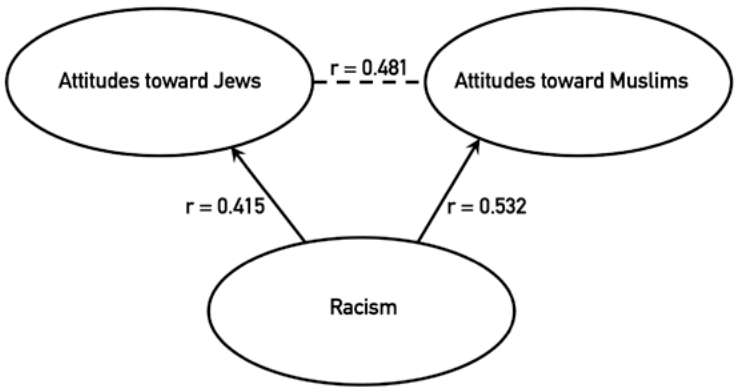 Attitudes toward Jews
r = 0.481
Attitudes toward Muslims
r = 0.415
r = 0.532
Racism